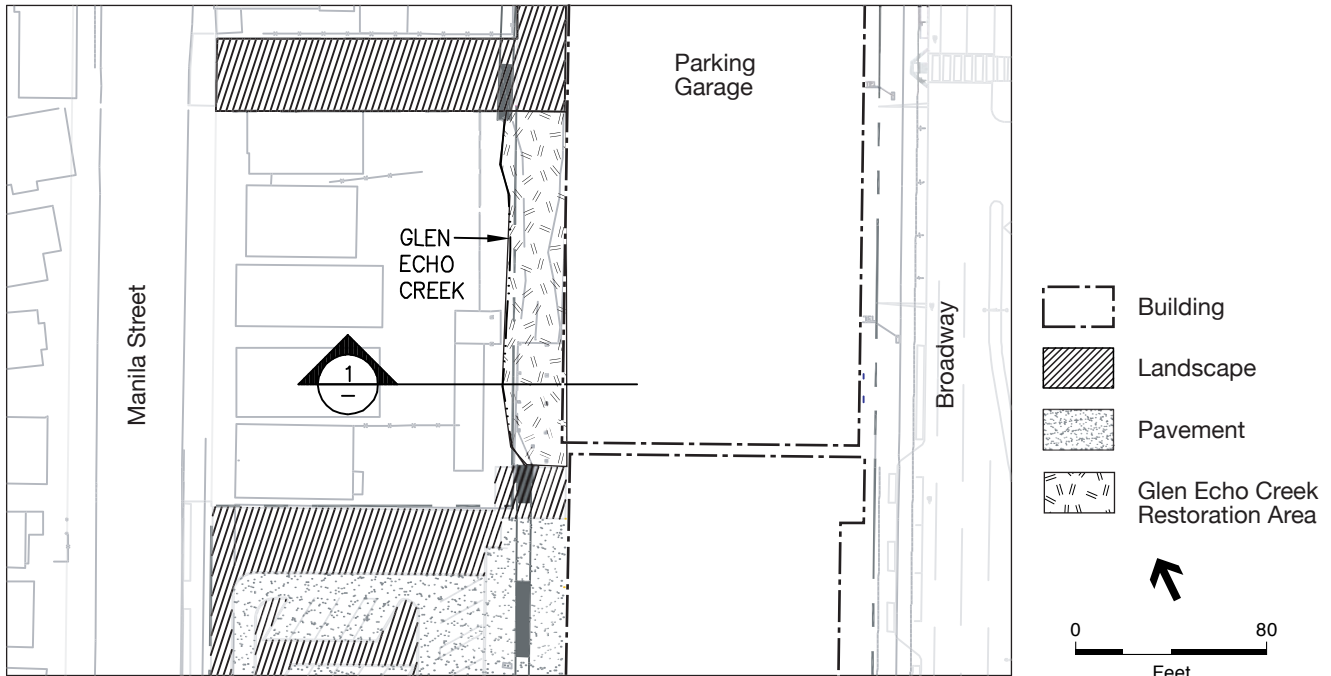 Parking
Garage
GLEN
ECHO
CREEK
Manila Street
1
–
Broadway
Building
Landscape
Pavement
Glen Echo Creek
Restoration Area
0 80
Feet